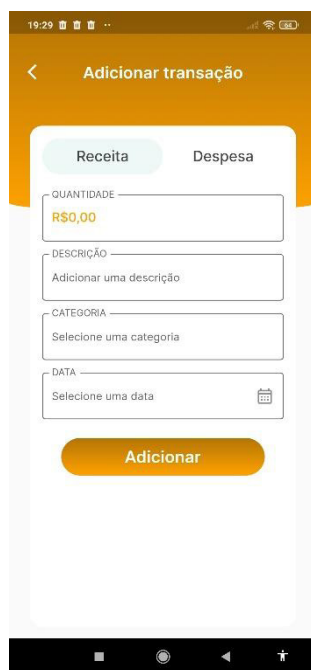 19:29
64
Adicionar transação
Receita
Despesa
QUANTIDADE
R$0,00
DESCRIÇÃO
Adicionar uma descrição
CATEGORIA
Selecione uma categoria
DATA
Selecione uma data
Adicionar